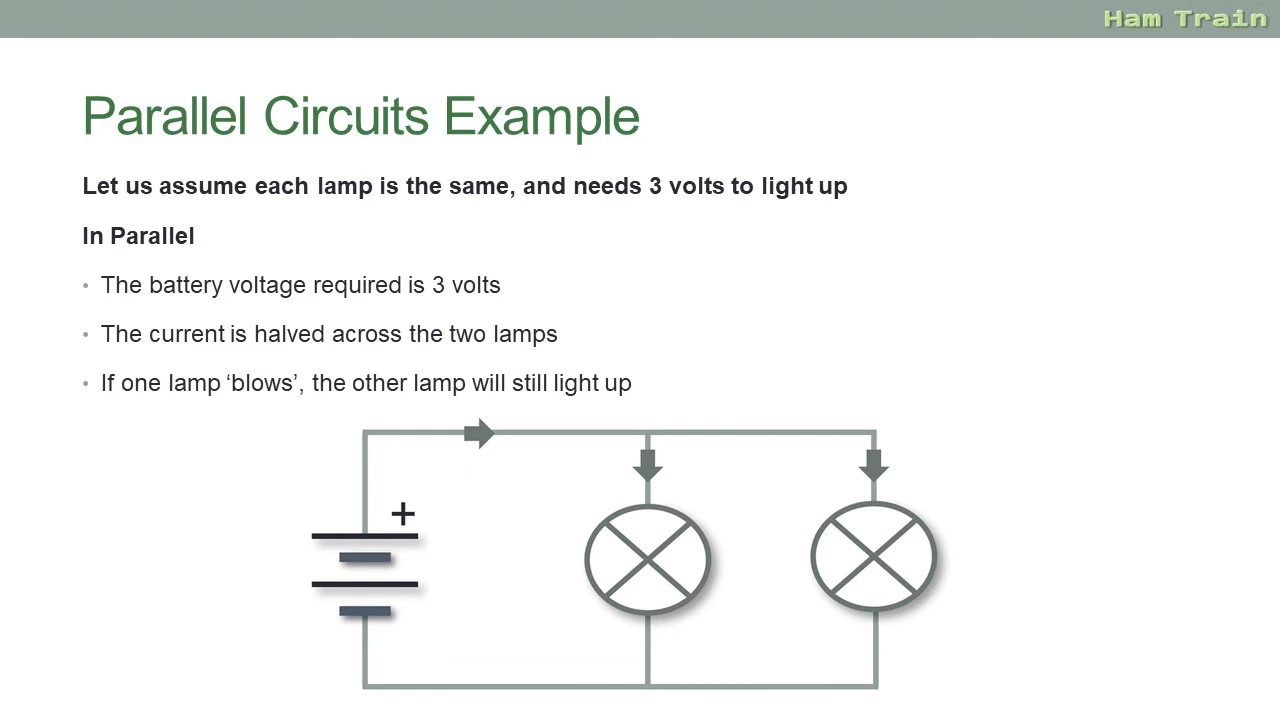 Ham Train
Parallel Circuits Example
Let us assume each lamp is the same, and needs 3 volts to light up
In Parallel
• The battery voltage required is 3 volts
• The current is halved across the two lamps
• If one lamp ‘blows’, the other lamp will still light up
+